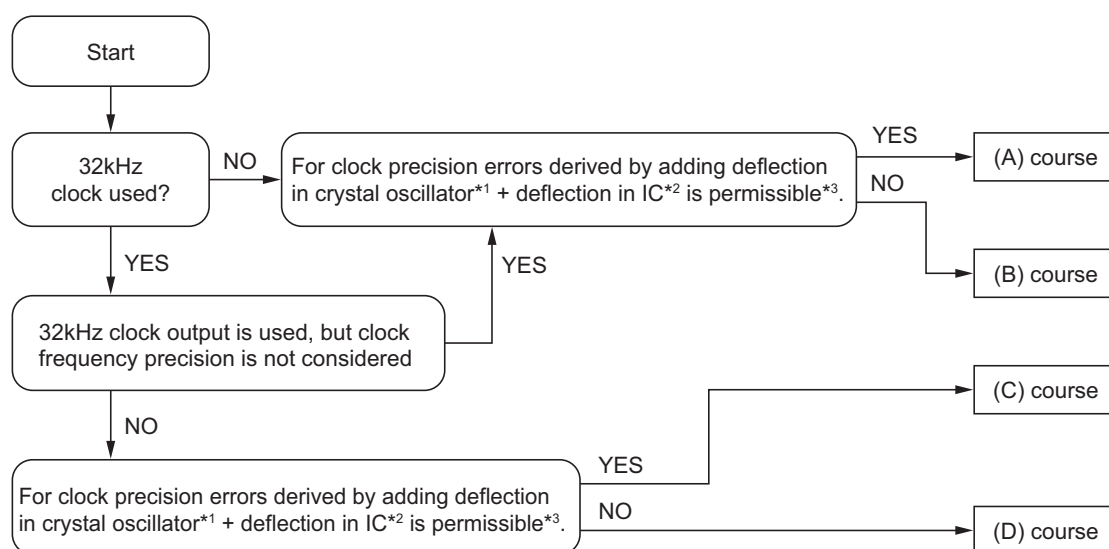 Start
32kHz
clock used?
NO
For clock precision errors derived by adding deflection
in crystal oscillator*1 + deflection in IC*2 is permissible*3.
YES
(A) course
NO
(B) course
YES
YES
32kHz clock output is used, but clock
frequency precision is not considered
NO
For clock precision errors derived by adding deflection
in crystal oscillator*1 + deflection in IC*2 is permissible*3.
YES
(C) course
NO
(D) course